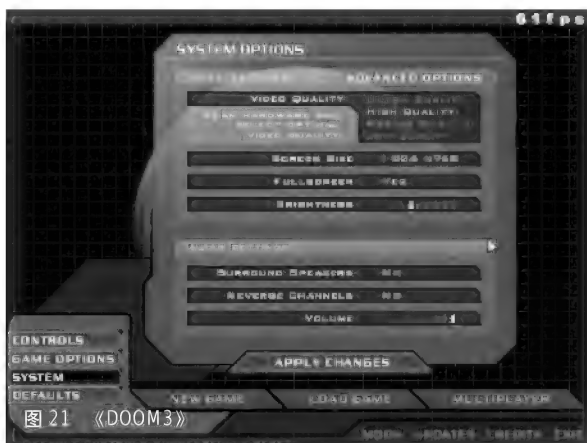 61fps
SYSTEM OPTIONS
ADVANCED OPTIONS
VIDEO QUALITY
HIGH QUALITY
VIDEO QUALITY
SCREEN SIZE
FULLSCREEN YES
BRIGHTNESS
SURROUND SPEAKERS NO
REVERSE CHANNELS NO
VOLUME
APPLY CHANGES
CONTROLS
GAME OPTIONS
SYSTEM
DEFAULTS
NEW GAME LOAD GAME MULTIPLAYER
图 21 《DOOM3》
MODS UPDATES CREDITS